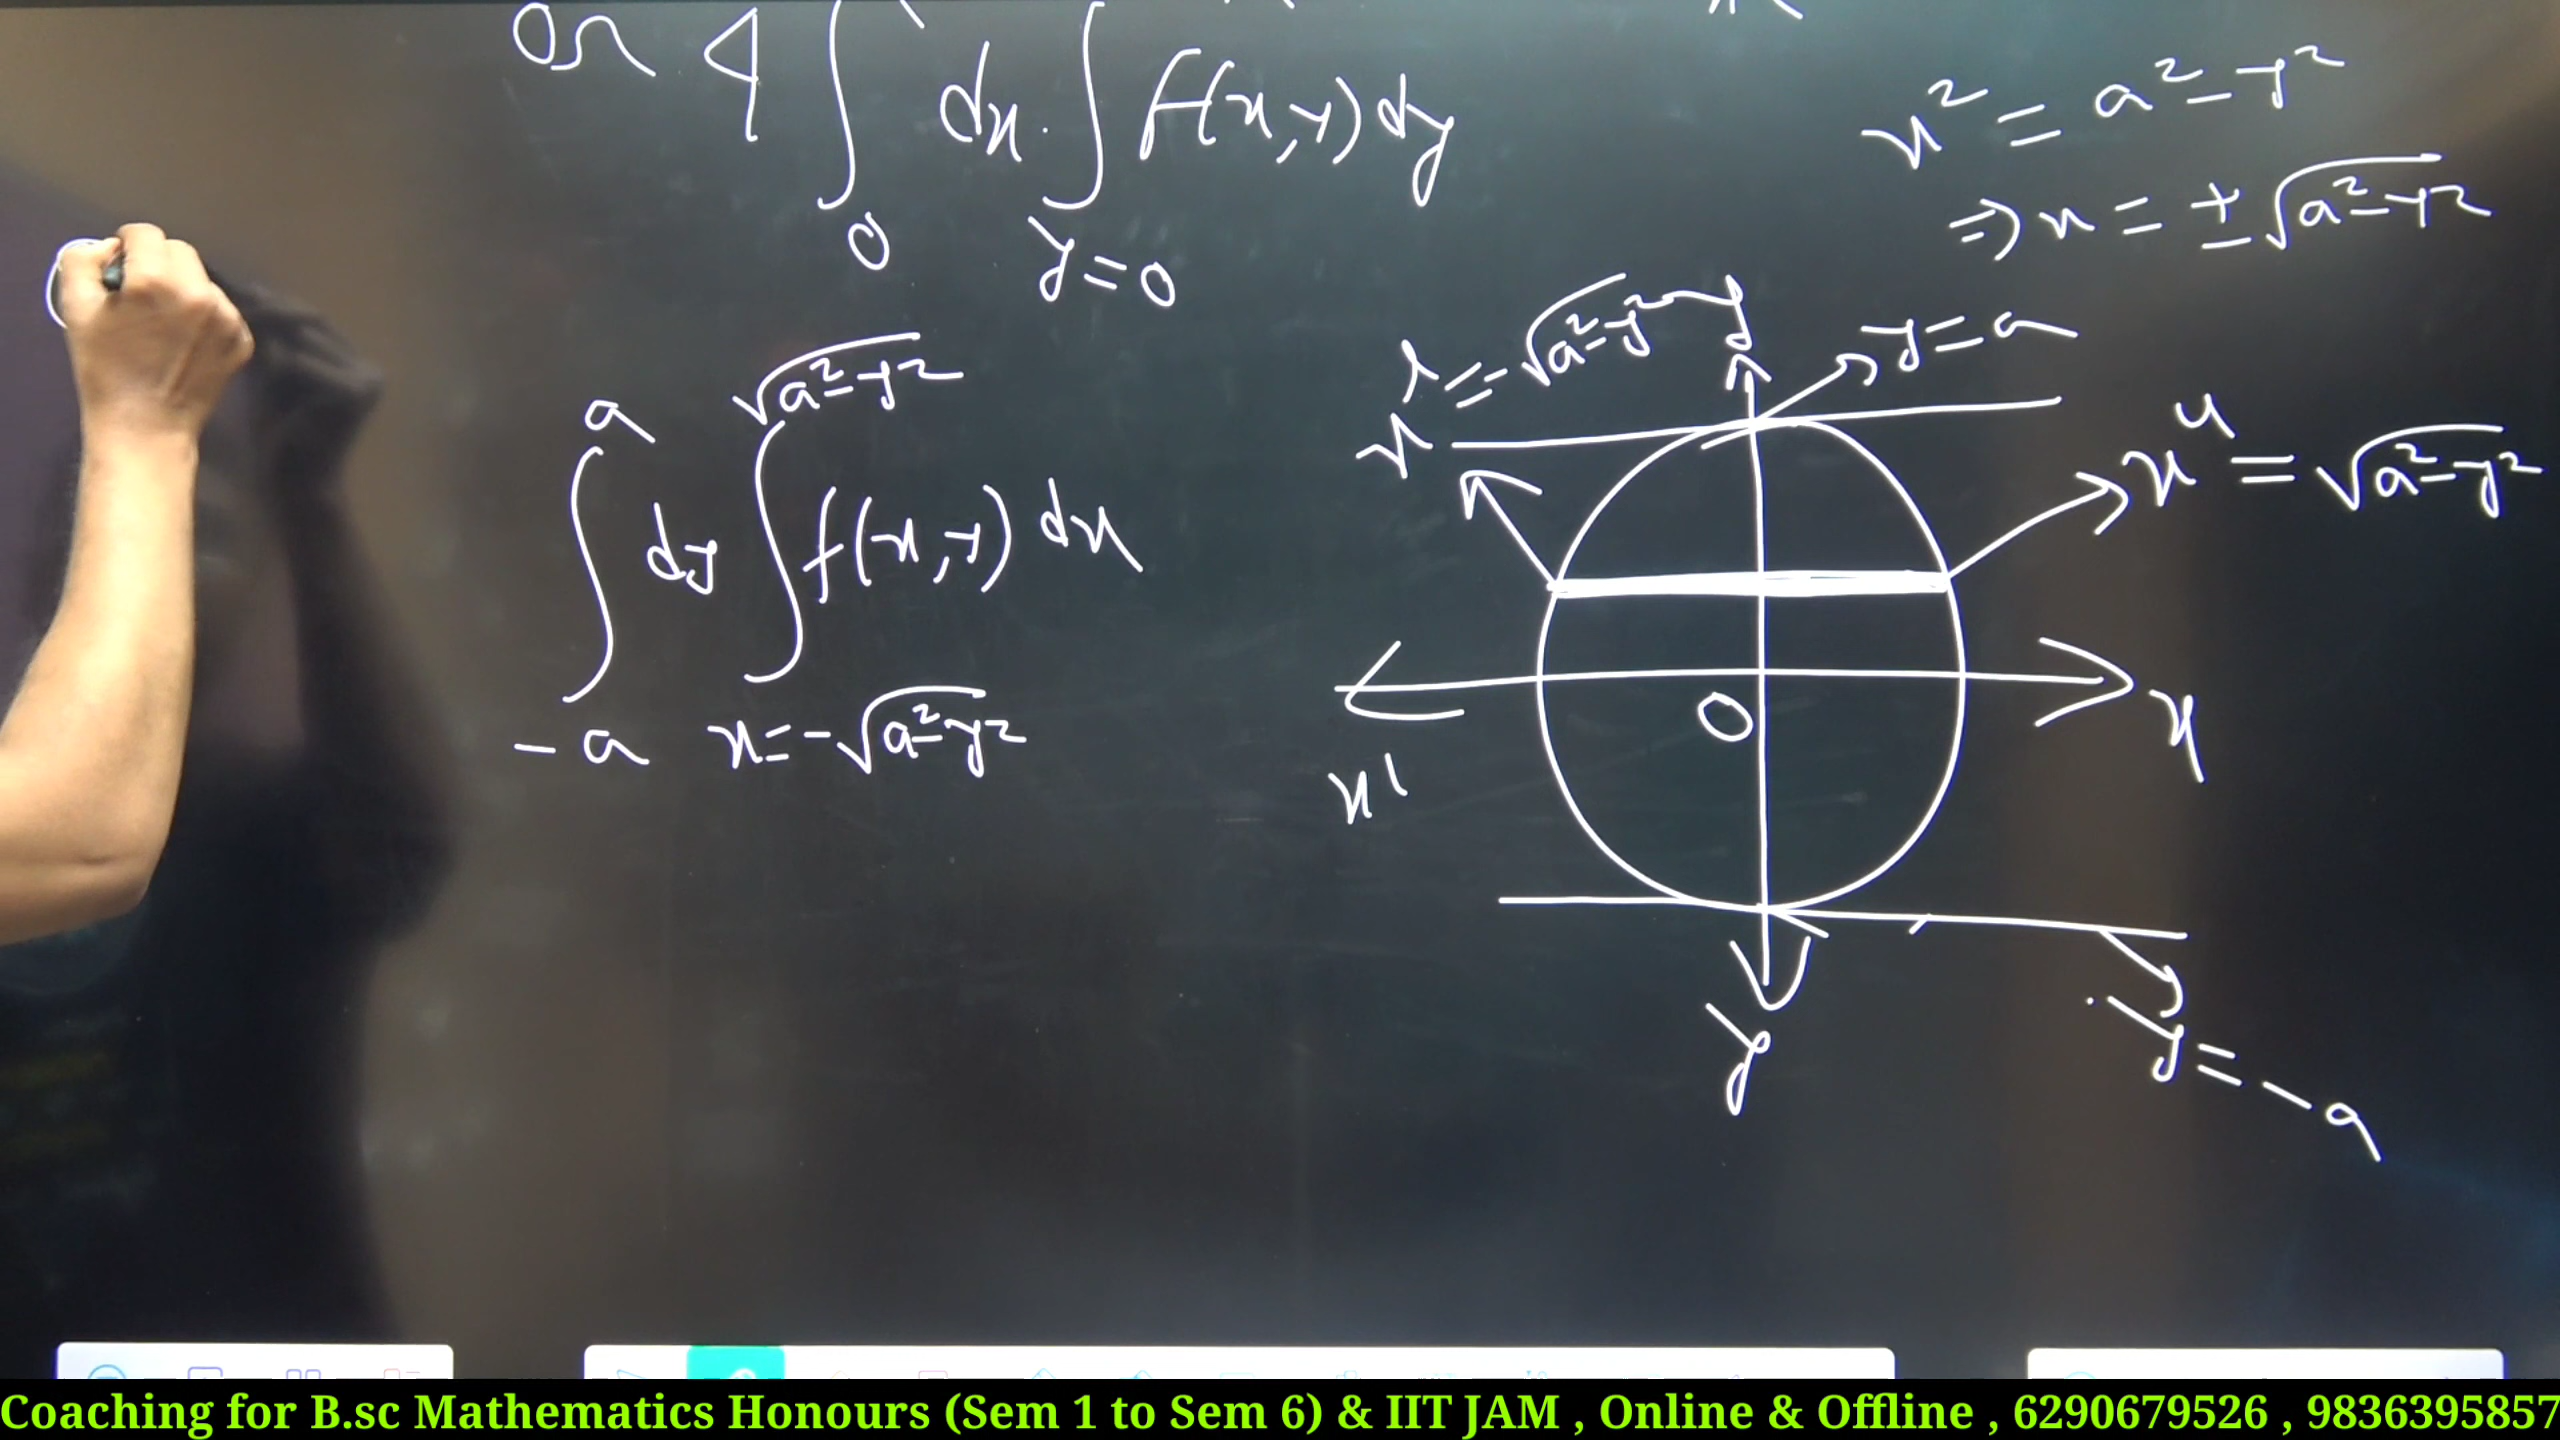 Or 4 ∫ dx . ∫ f(x,y) dy
0 y=0
x² = a² - y²
⇒ x = ± √a²-y²
a √a²-y²
∫ dy ∫ f(x,y) dx
-a x=-√a²-y²
x = -√a²-y²
y
y=a
x = √a²-y²
O
x
x'
y
y=-a
Coaching for B.sc Mathematics Honours (Sem 1 to Sem 6) & IIT JAM , Online & Offline , 6290679526 , 9836395857